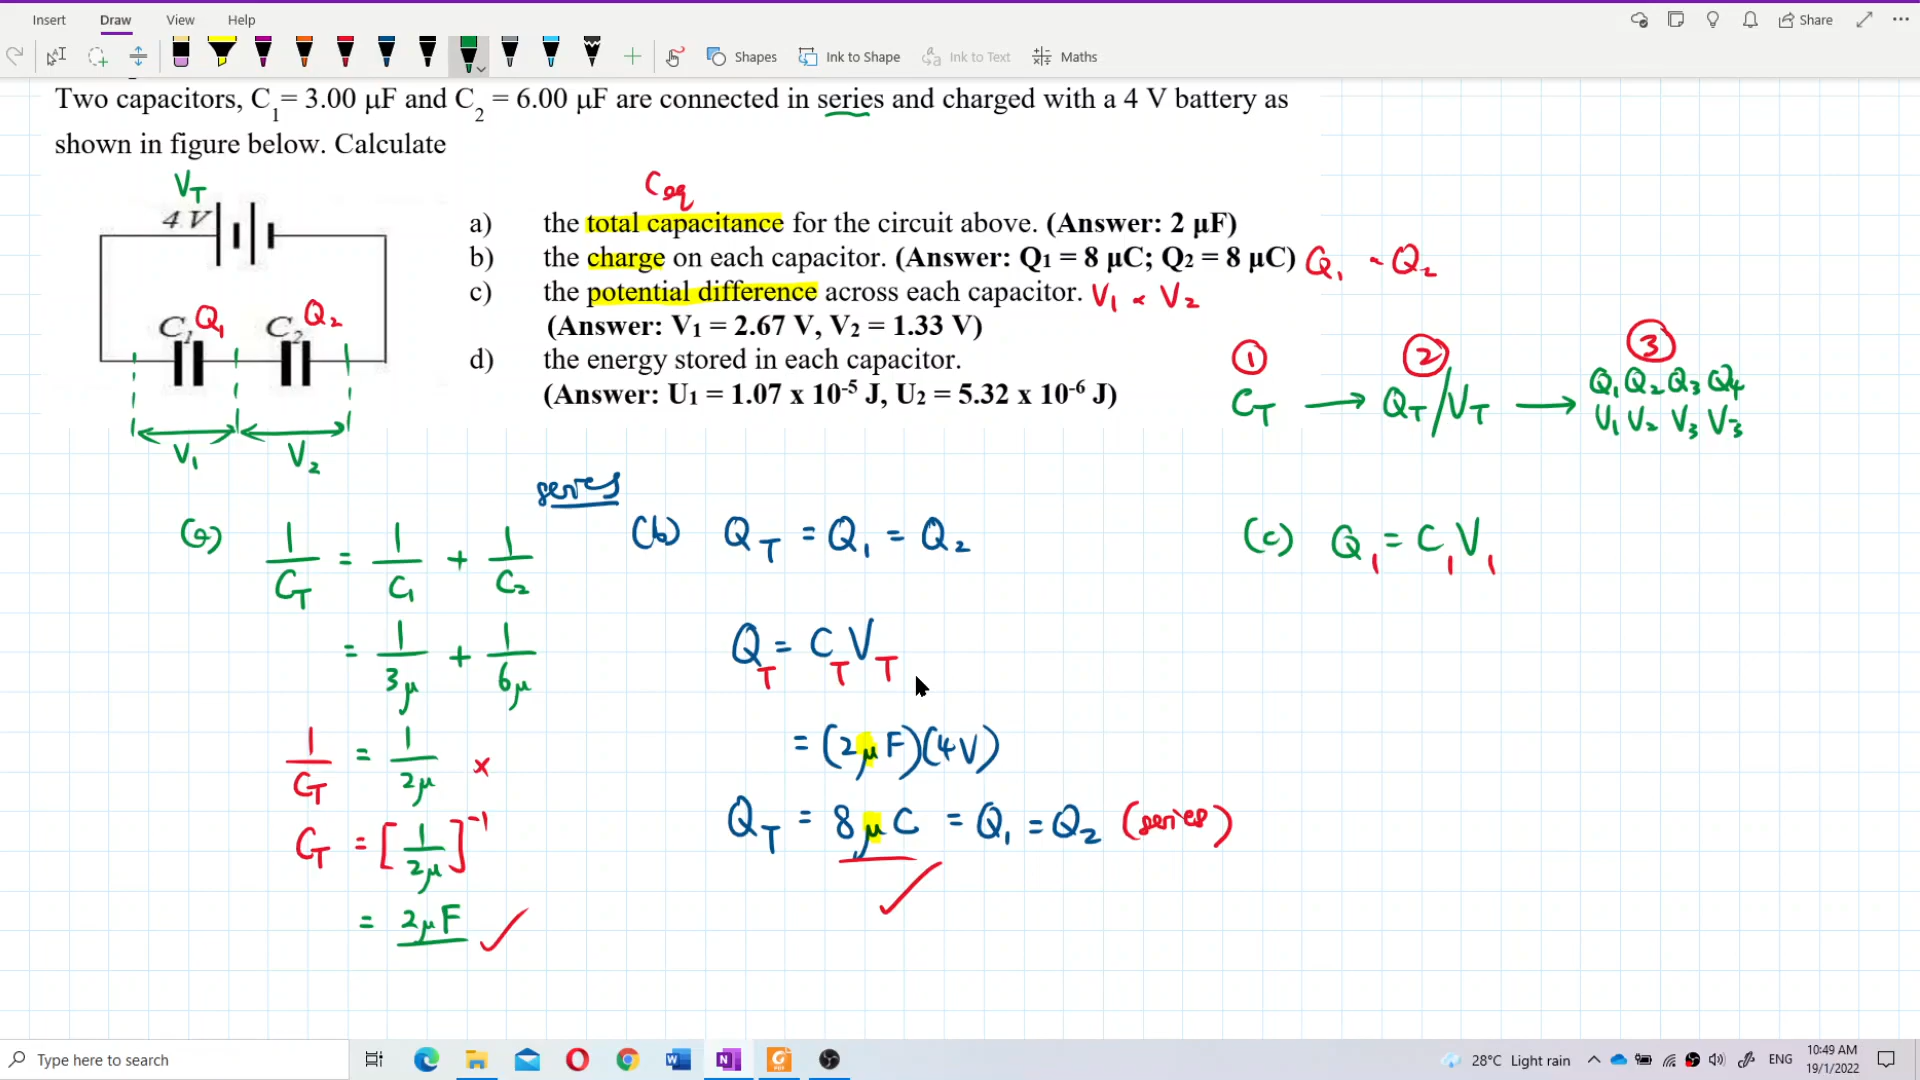 Insert Draw View Help
Share
Shapes Ink to Shape Ink to Text Maths
Two capacitors, C1= 3.00 μF and C2 = 6.00 μF are connected in series and charged with a 4 V battery as
shown in figure below. Calculate
VT
4 V
C1 Q1 C2 Q2
V1 V2
Ceq
a) the total capacitance for the circuit above. (Answer: 2 μF)
b) the charge on each capacitor. (Answer: Q1 = 8 μC; Q2 = 8 μC) Q1 ~ Q2
c) the potential difference across each capacitor. V1 ~ V2
(Answer: V1 = 2.67 V, V2 = 1.33 V)
d) the energy stored in each capacitor.
(Answer: U1 = 1.07 x 10-5 J, U2 = 5.32 x 10-6 J)
1 2 3
CT → QT/VT → Q1 Q2 Q3 Q4
V1 V2 V3 V3
series
(a) 1/CT = 1/C1 + 1/C2
= 1/3μ + 1/6μ
1/CT = 1/2μ x
CT = [1/2μ]-1
= 2μF ✓
(b) QT = Q1 = Q2
QT = CT VT
= (2μF)(4V)
QT = 8μC = Q1 = Q2 (series)
✓
(c) Q1 = C1V1
Type here to search
28°C Light rain
ENG
10:49 AM
19/1/2022